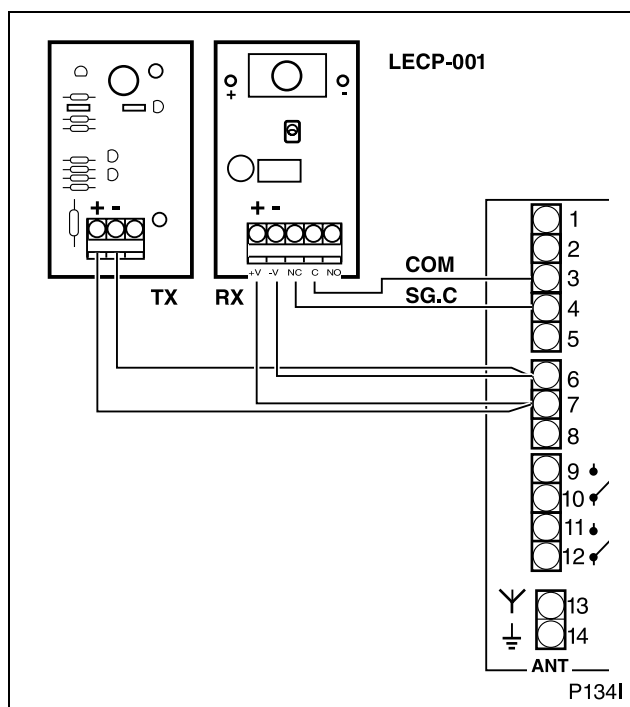 LECP-001
+ -
+ -
+ -
+V -V NC C NO
TX RX
COM
SG.C
1
2
3
4
5
6
7
8
9
10
11
12
13
14
ANT
P134I